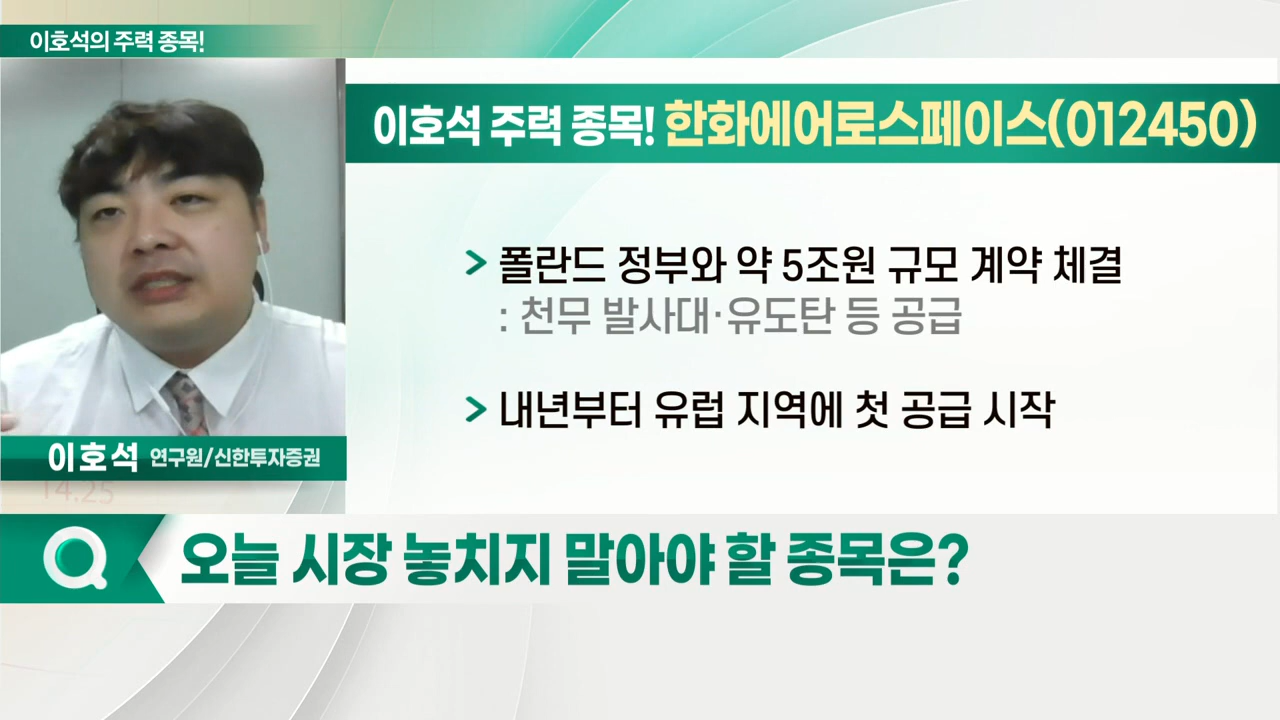 이호석의 주력 종목!
이호석 주력 종목! 한화에어로스페이스(012450)
> 폴란드 정부와 약 5조원 규모 계약 체결
: 천무 발사대·유도탄 등 공급
> 내년부터 유럽 지역에 첫 공급 시작
이호석 연구원/신한투자증권
14.25
오늘 시장 놓치지 말아야 할 종목은?